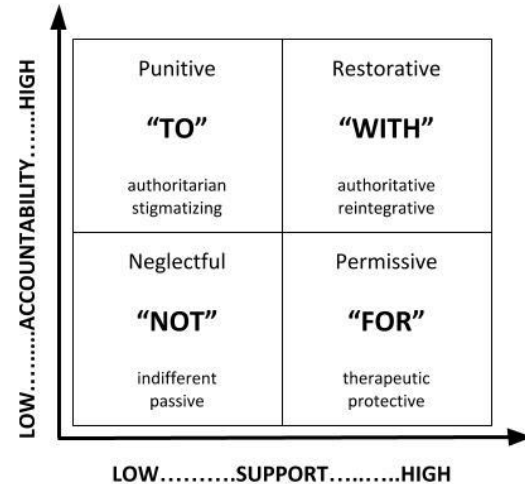 LOW.........ACCOUNTABILITY.........HIGH
Punitive
“TO”
authoritarian
stigmatizing
Restorative
“WITH”
authoritative
reintegrative
Neglectful
“NOT”
indifferent
passive
Permissive
“FOR”
therapeutic
protective
LOW..........SUPPORT...........HIGH